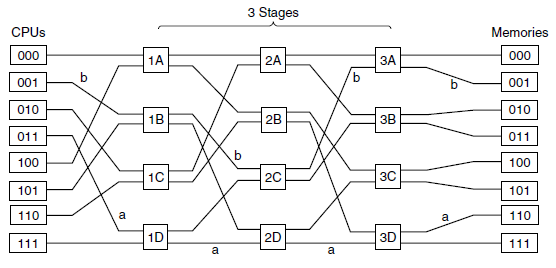 3 Stages
CPUs
Memories
000 1A 2A 3A 000
001 b b b 001
010 010
1B 2B 3B
011 011
b
100 100
1C 2C 3C
101 101
110 a a 110
1D 2D 3D
111 a a 111